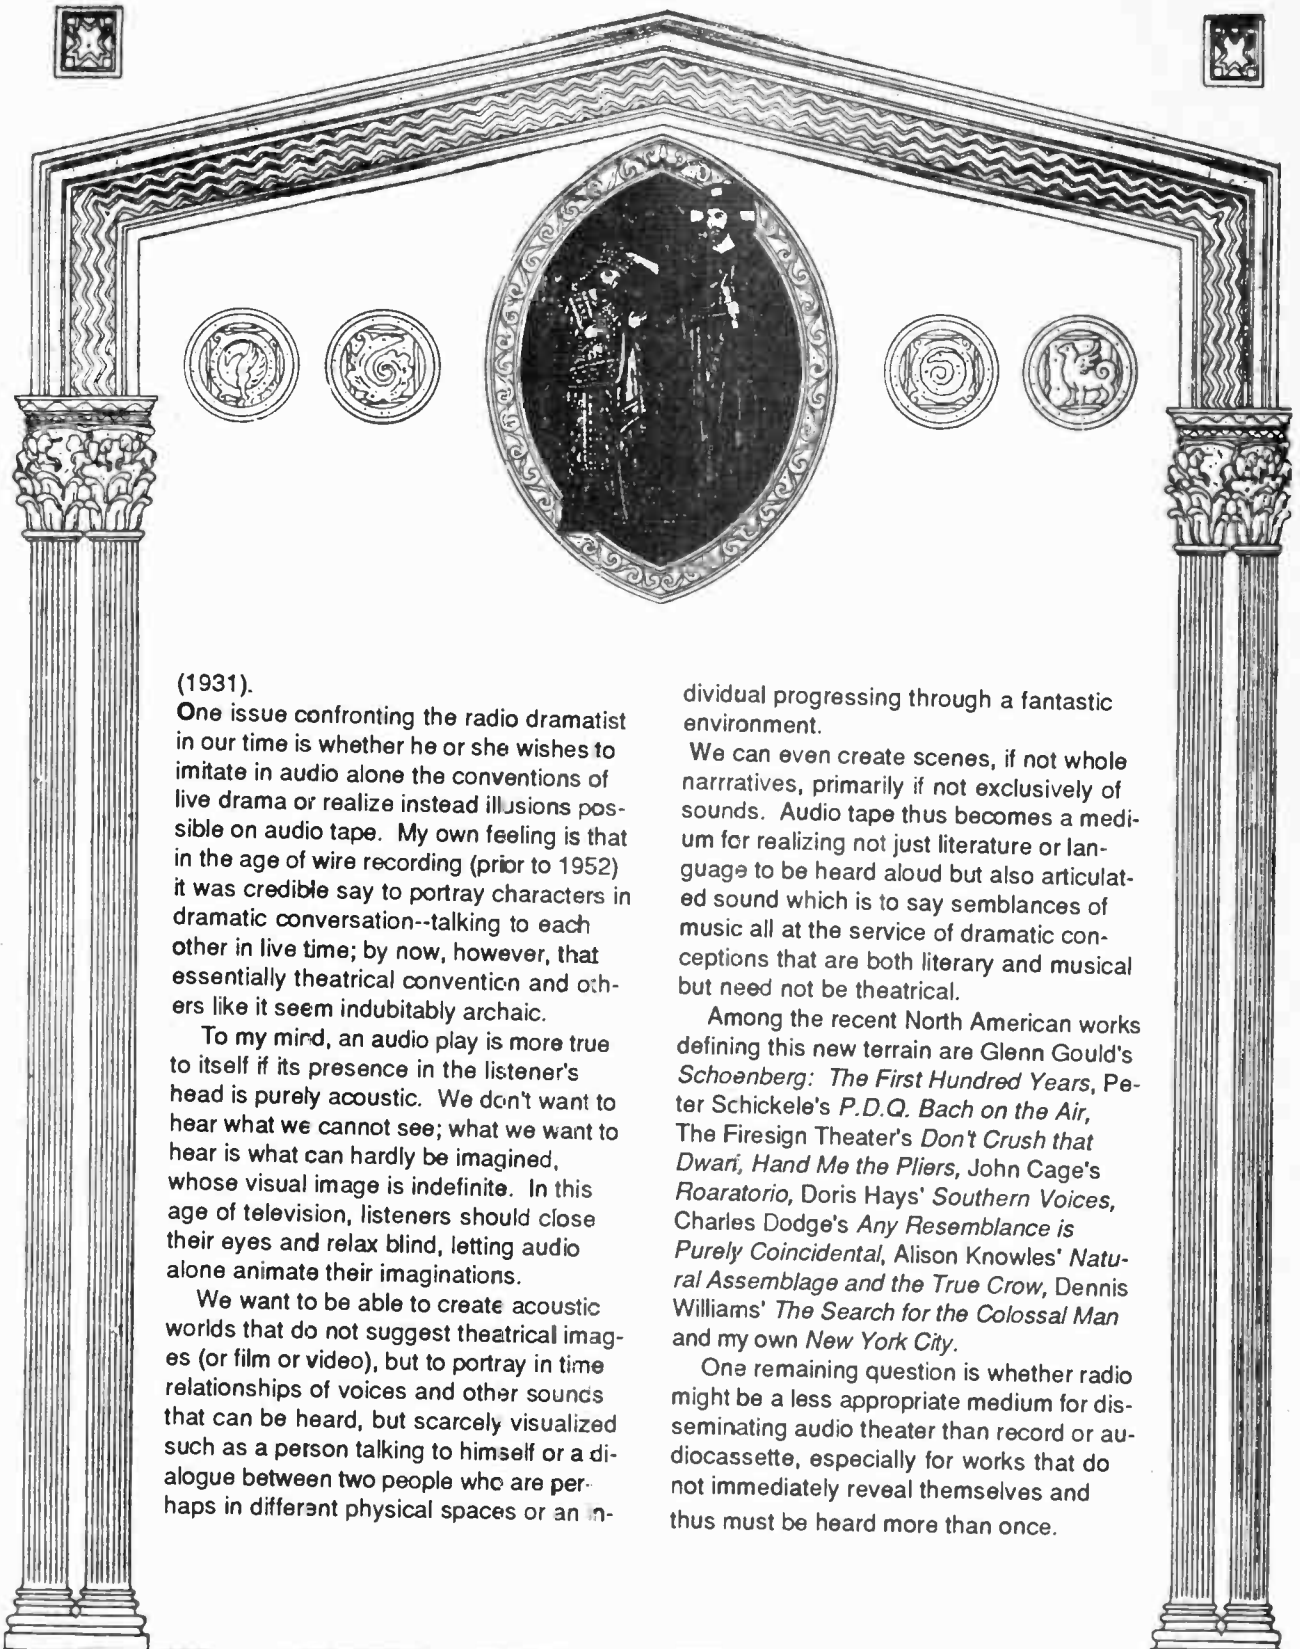 (1931).
One issue confronting the radio dramatist
in our time is whether he or she wishes to
imitate in audio alone the conventions of
live drama or realize instead illusions pos-
sible on audio tape. My own feeling is that
in the age of wire recording (prior to 1952)
it was credible say to portray characters in
dramatic conversation--talking to each
other in live time; by now, however, that
essentially theatrical convention and oth-
ers like it seem indubitably archaic.
To my mind, an audio play is more true
to itself if its presence in the listener's
head is purely acoustic. We don't want to
hear what we cannot see; what we want to
hear is what can hardly be imagined,
whose visual image is indefinite. In this
age of television, listeners should close
their eyes and relax blind, letting audio
alone animate their imaginations.
We want to be able to create acoustic
worlds that do not suggest theatrical imag-
es (or film or video), but to portray in time
relationships of voices and other sounds
that can be heard, but scarcely visualized
such as a person talking to himself or a di-
alogue between two people who are per-
haps in different physical spaces or an in-
dividual progressing through a fantastic
environment.
We can even create scenes, if not whole
narrratives, primarily if not exclusively of
sounds. Audio tape thus becomes a medi-
um for realizing not just literature or lan-
guage to be heard aloud but also articulat-
ed sound which is to say semblances of
music all at the service of dramatic con-
ceptions that are both literary and musical
but need not be theatrical.
Among the recent North American works
defining this new terrain are Glenn Gould's
Schoenberg: The First Hundred Years, Pe-
ter Schickele's P.D.Q. Bach on the Air,
The Firesign Theater's Don't Crush that
Dwarf, Hand Me the Pliers, John Cage's
Roaratorio, Doris Hays' Southern Voices,
Charles Dodge's Any Resemblance is
Purely Coincidental, Alison Knowles' Natu-
ral Assemblage and the True Crow, Dennis
Williams' The Search for the Colossal Man
and my own New York City.
One remaining question is whether radio
might be a less appropriate medium for dis-
seminating audio theater than record or au-
diocassette, especially for works that do
not immediately reveal themselves and
thus must be heard more than once.